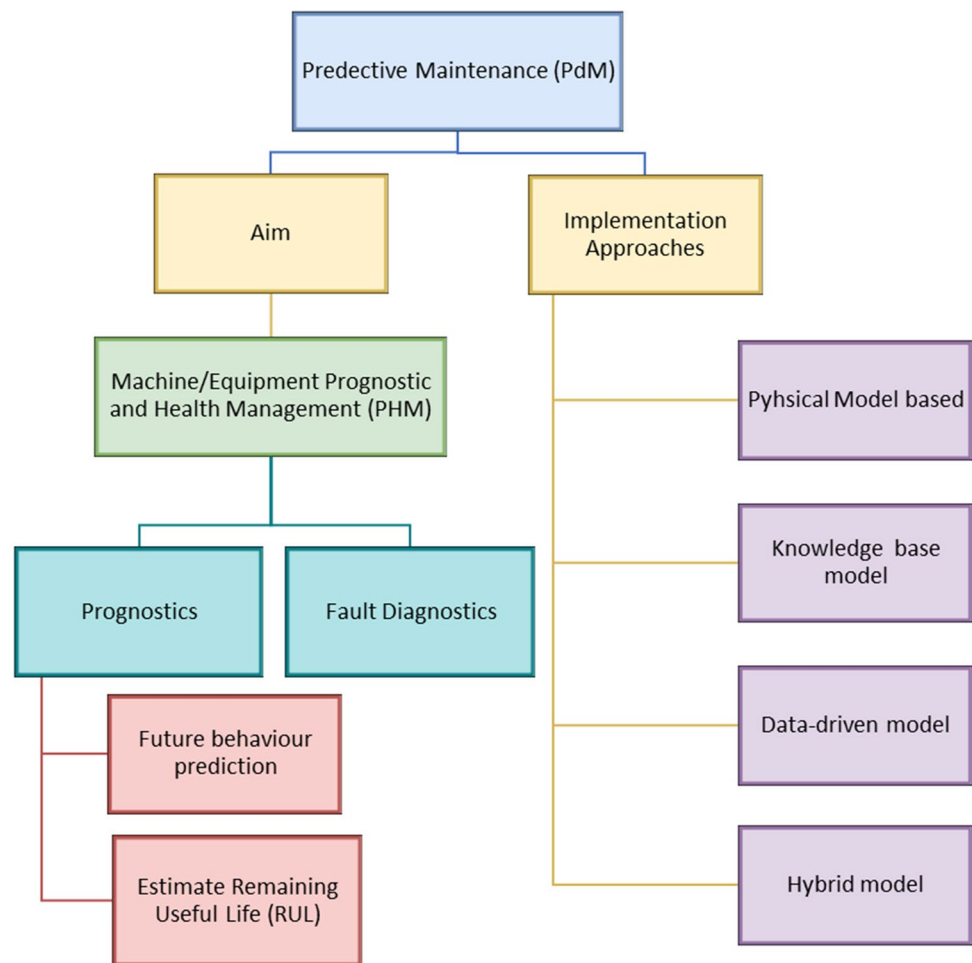 Predective Maintenance (PdM)
Aim
Implementation
Approaches
Machine/Equipment Prognostic
and Health Management (PHM)
Pyhsical Model based
Knowledge base
model
Prognostics
Fault Diagnostics
Data-driven model
Future behaviour
prediction
Hybrid model
Estimate Remaining
Useful Life (RUL)